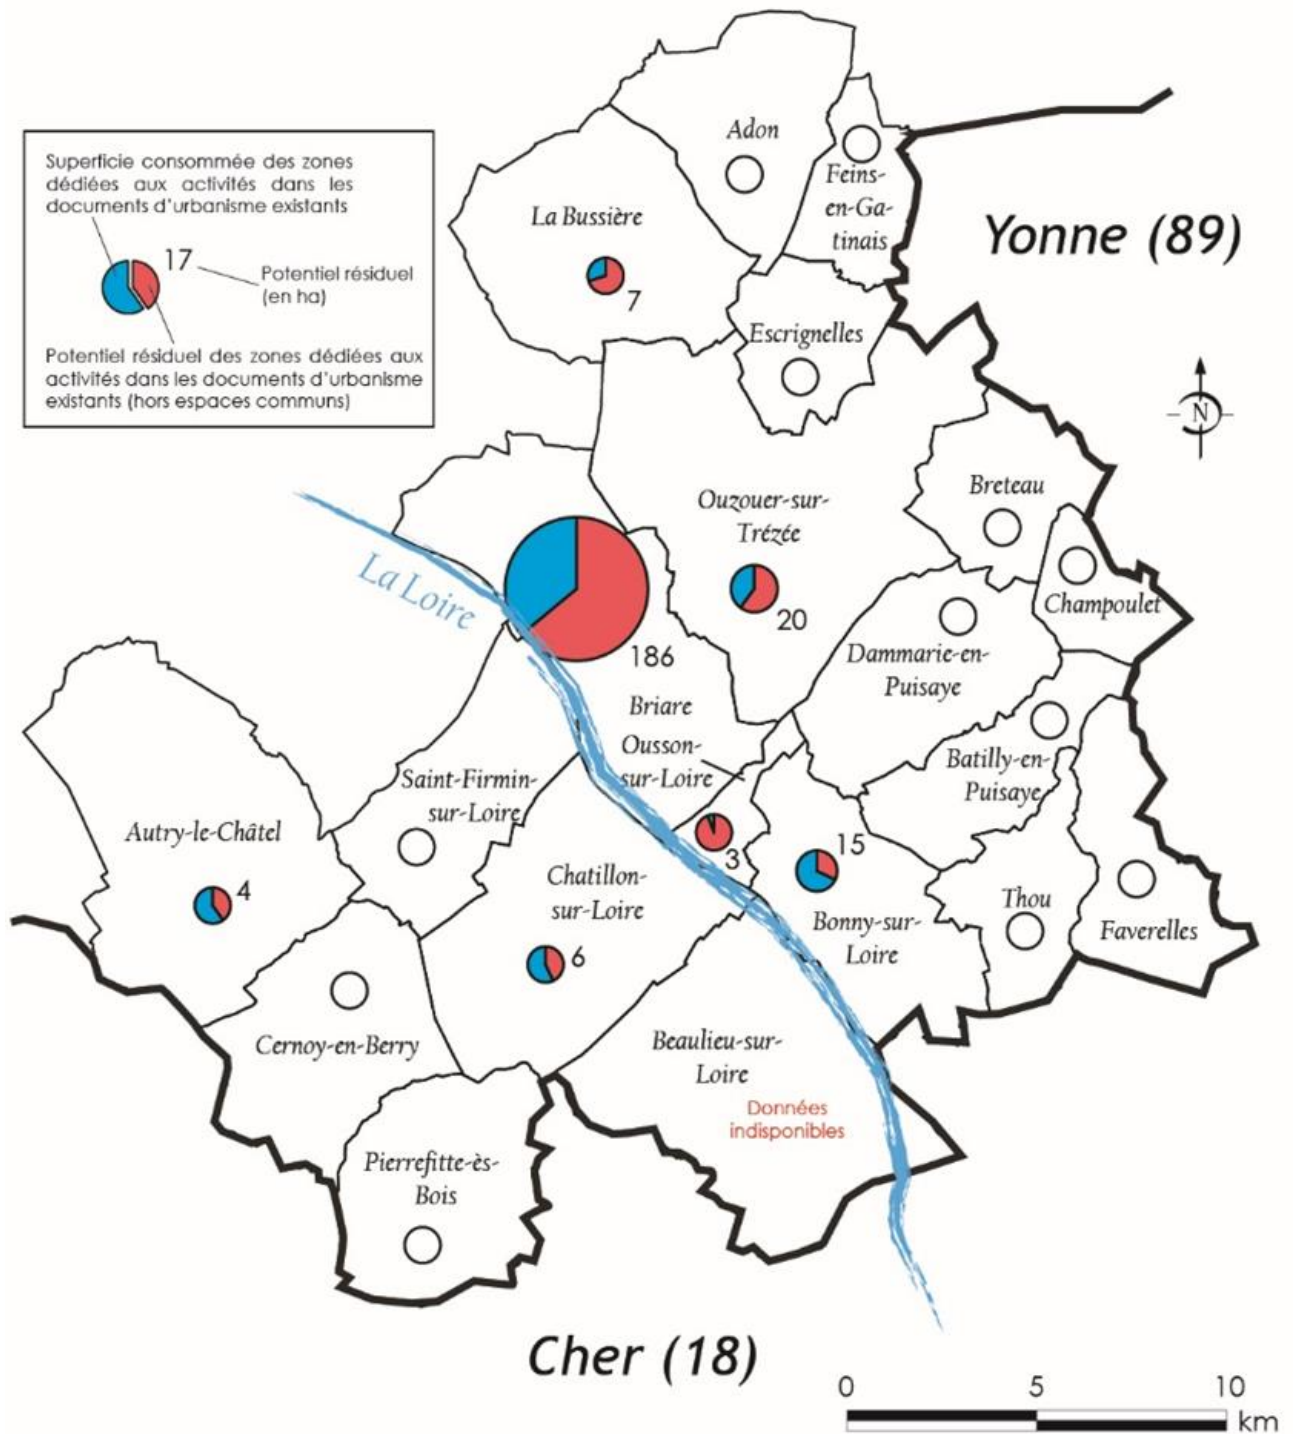 Adon
Feins-
en-Ga-
tinais
Superficie consommée des zones
dédiées aux activités dans les
documents d'urbanisme existants
17
Potentiel résiduel
(en ha)
Potentiel résiduel des zones dédiées aux
activités dans les documents d'urbanisme
existants (hors espaces communs)
La Bussière
7
Yonne (89)
Escrignelles
N
Breteau
Ouzouer-sur-
Trézée
20
La Loire
186
Champoulet
Dammarie-en-
Puisaye
Briare
Ousson-
sur-Loire
3
Batilly-en-
Puisaye
Saint-Firmin-
sur-Loire
Autry-le-Châtel
4
Chatillon-
sur-Loire
6
15
Bonny-sur-
Loire
Thou
Faverelles
Cernoy-en-Berry
Beaulieu-sur-
Loire
Données
indisponibles
Pierrefitte-ès-
Bois
Cher (18)
0 5 10
km